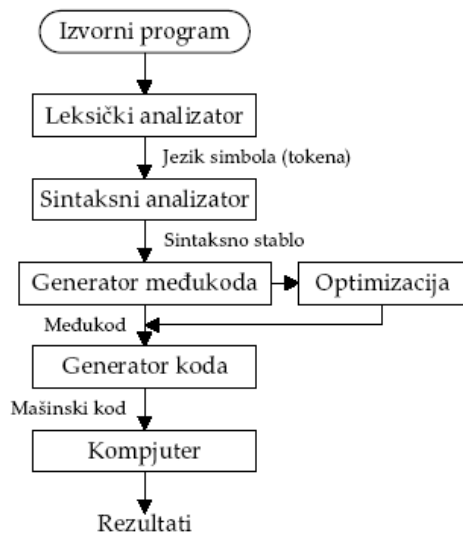 Izvorni program
Leksički analizator
Jezik simbola (tokena)
Sintaksni analizator
Sintaksno stablo
Generator međukoda
Optimizacija
Međukod
Generator koda
Mašinski kod
Kompjuter
Rezultati